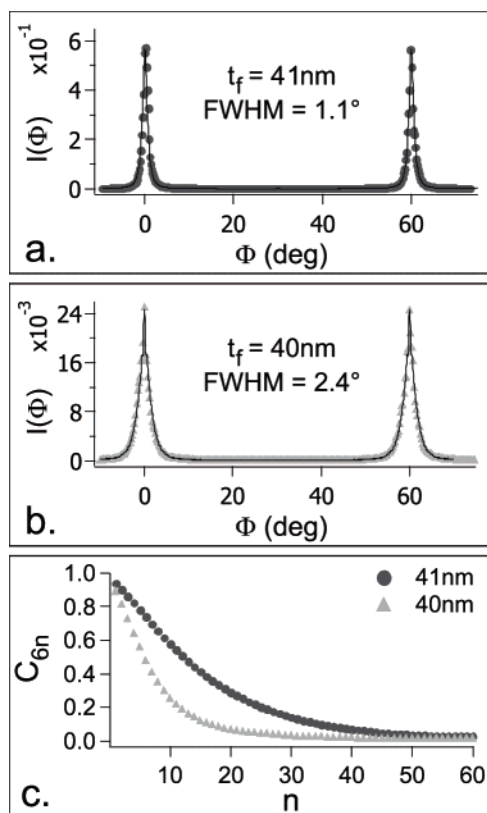 x10⁻¹
I(Φ)
6
4
2
0
t_f = 41nm
FWHM = 1.1°
0 20 40 60
Φ (deg)
a.
x10⁻³
I(Φ)
24
16
8
0
t_f = 40nm
FWHM = 2.4°
0 20 40 60
Φ (deg)
b.
C_6n
1.0
0.8
0.6
0.4
0.2
0.0
41nm
40nm
10 20 30 40 50 60
n
c.